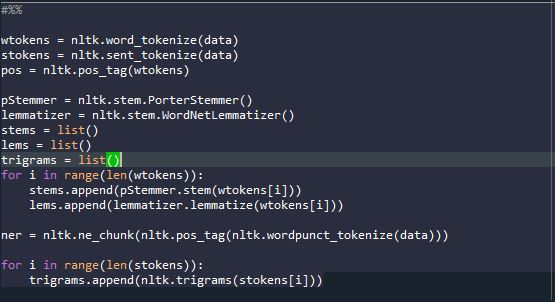 #%%
wtokens = nltk.word_tokenize(data)
stokens = nltk.sent_tokenize(data)
pos = nltk.pos_tag(wtokens)
pStemmer = nltk.stem.PorterStemmer()
lemmatizer = nltk.stem.WordNetLemmatizer()
stems = list()
lems = list()
trigrams = list()
for i in range(len(wtokens)):
    stems.append(pStemmer.stem(wtokens[i]))
    lems.append(lemmatizer.lemmatize(wtokens[i]))
ner = nltk.ne_chunk(nltk.pos_tag(nltk.wordpunct_tokenize(data)))
for i in range(len(stokens)):
    trigrams.append(nltk.trigrams(stokens[i]))